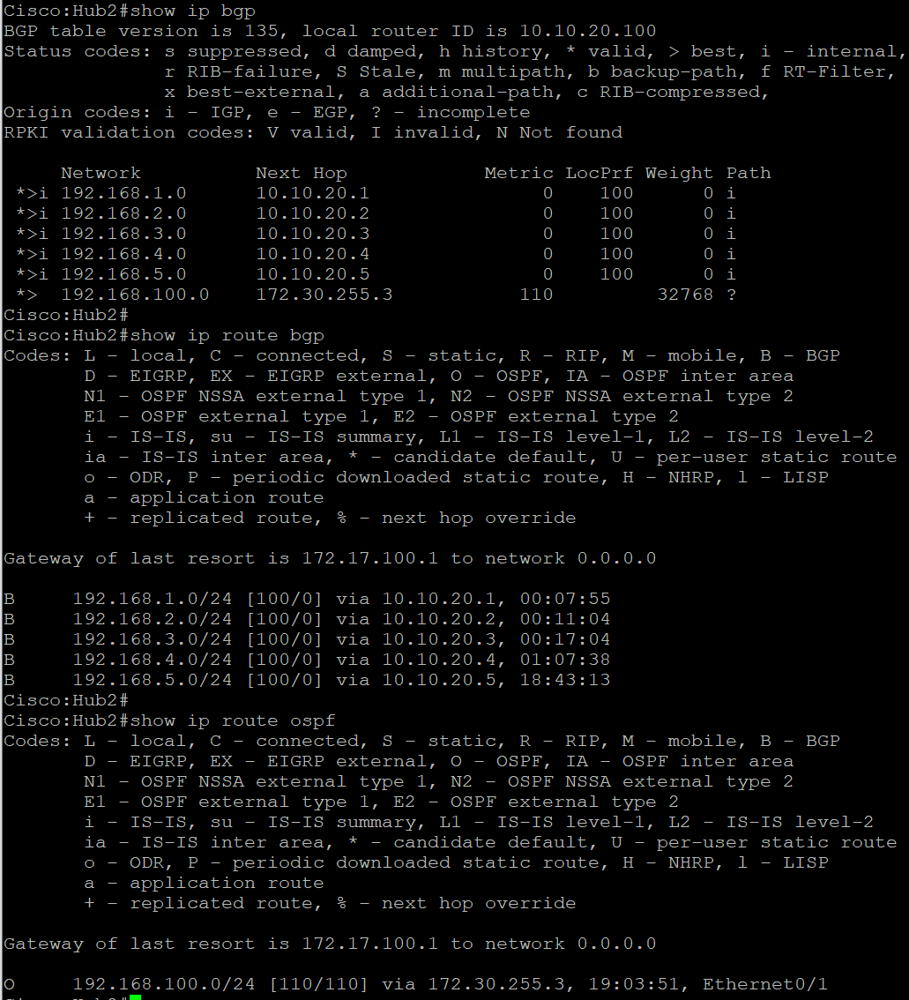 Cisco:Hub2#show ip bgp
BGP table version is 135, local router ID is 10.10.20.100
Status codes: s suppressed, d damped, h history, * valid, > best, i - internal,
              r RIB-failure, S Stale, m multipath, b backup-path, f RT-Filter,
              x best-external, a additional-path, c RIB-compressed,
Origin codes: i - IGP, e - EGP, ? - incomplete
RPKI validation codes: V valid, I invalid, N Not found

     Network          Next Hop            Metric LocPrf Weight Path
 *>i 192.168.1.0      10.10.20.1               0    100      0 i
 *>i 192.168.2.0      10.10.20.2               0    100      0 i
 *>i 192.168.3.0      10.10.20.3               0    100      0 i
 *>i 192.168.4.0      10.10.20.4               0    100      0 i
 *>i 192.168.5.0      10.10.20.5               0    100      0 i
 *>  192.168.100.0    172.30.255.3           110         32768 ?
Cisco:Hub2#
Cisco:Hub2#show ip route bgp
Codes: L - local, C - connected, S - static, R - RIP, M - mobile, B - BGP
       D - EIGRP, EX - EIGRP external, O - OSPF, IA - OSPF inter area
       N1 - OSPF NSSA external type 1, N2 - OSPF NSSA external type 2
       E1 - OSPF external type 1, E2 - OSPF external type 2
       i - IS-IS, su - IS-IS summary, L1 - IS-IS level-1, L2 - IS-IS level-2
       ia - IS-IS inter area, * - candidate default, U - per-user static route
       o - ODR, P - periodic downloaded static route, H - NHRP, l - LISP
       a - application route
       + - replicated route, % - next hop override

Gateway of last resort is 172.17.100.1 to network 0.0.0.0

B     192.168.1.0/24 [100/0] via 10.10.20.1, 00:07:55
B     192.168.2.0/24 [100/0] via 10.10.20.2, 00:11:04
B     192.168.3.0/24 [100/0] via 10.10.20.3, 00:17:04
B     192.168.4.0/24 [100/0] via 10.10.20.4, 01:07:38
B     192.168.5.0/24 [100/0] via 10.10.20.5, 18:43:13
Cisco:Hub2#
Cisco:Hub2#show ip route ospf
Codes: L - local, C - connected, S - static, R - RIP, M - mobile, B - BGP
       D - EIGRP, EX - EIGRP external, O - OSPF, IA - OSPF inter area
       N1 - OSPF NSSA external type 1, N2 - OSPF NSSA external type 2
       E1 - OSPF external type 1, E2 - OSPF external type 2
       i - IS-IS, su - IS-IS summary, L1 - IS-IS level-1, L2 - IS-IS level-2
       ia - IS-IS inter area, * - candidate default, U - per-user static route
       o - ODR, P - periodic downloaded static route, H - NHRP, l - LISP
       a - application route
       + - replicated route, % - next hop override

Gateway of last resort is 172.17.100.1 to network 0.0.0.0

O     192.168.100.0/24 [110/110] via 172.30.255.3, 19:03:51, Ethernet0/1